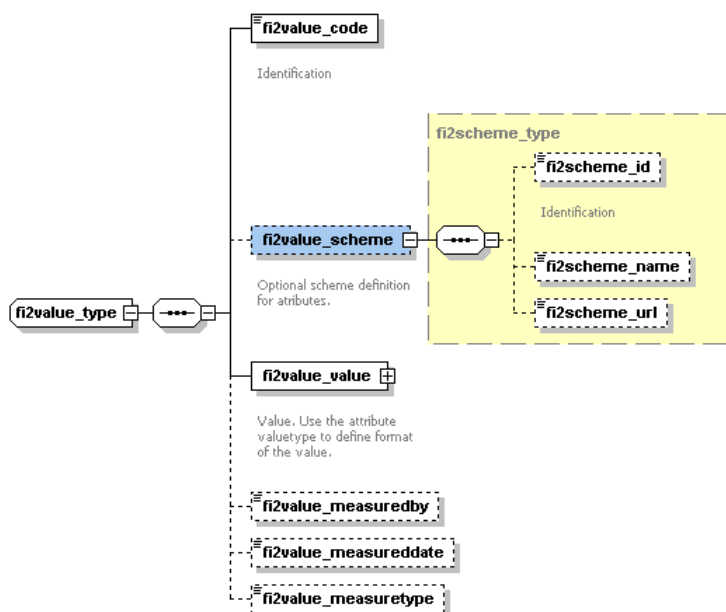 fi2value_code
Identification
fi2scheme_type
fi2scheme_id
Identification
fi2value_scheme
Optional scheme definition
for atributes.
fi2scheme_name
fi2scheme_url
fi2value_type
fi2value_value
Value. Use the attribute
valuetype to define format
of the value.
fi2value_measuredby
fi2value_measureddate
fi2value_measuretype